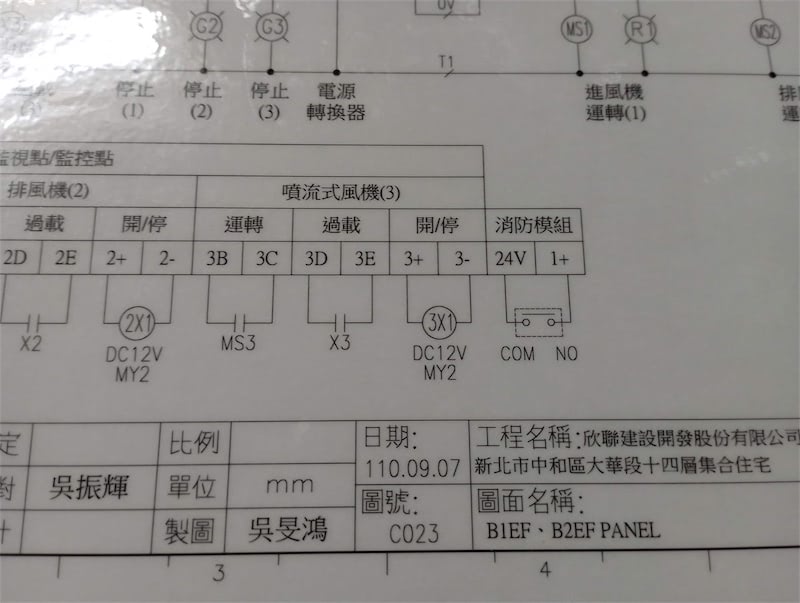 G2 G3 0V MS1 R1 MS2
T1
停止 停止 停止 電源 進風機
(1) (2) (3) 轉換器 運轉(1)
監視點/監控點
排風機(2) 噴流式風機(3)
過載 開/停 運轉 過載 開/停 消防模組
2D 2E 2+ 2- 3B 3C 3D 3E 3+ 3- 24V 1+
2X1 3X1
X2 DC12V MS3 X3 DC12V COM NO
MY2 MY2
比例 日期: 工程名稱:欣聯建設開發股份有限公司
吳振輝 單位 mm 110.09.07 新北市中和區大華段十四層集合住宅
製圖 吳旻鴻 圖號: C023 圖面名稱:
B1EF、B2EF PANEL
3 4